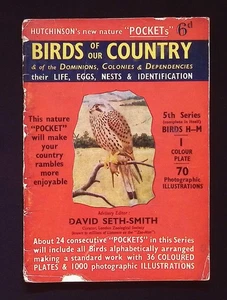 HUTCHINSON'S new nature "POCKETS" 6d
BIRDS OF OUR COUNTRY
& of the DOMINIONS, COLONIES & DEPENDENCIES
their LIFE, EGGS, NESTS & IDENTIFICATION
This nature
"POCKET"
will make
your country
rambles
more
enjoyable
5th Series
BIRDS H–M
1
COLOUR
PLATE
70
PHOTOGRAPHIC
ILLUSTRATIONS
Advisory Editor:
DAVID SETH-SMITH
About 24 consecutive "POCKETS" in this Series
will include all Birds alphabetically arranged
making a standard work with 36 COLOURED
PLATES & 1000 photographic ILLUSTRATIONS